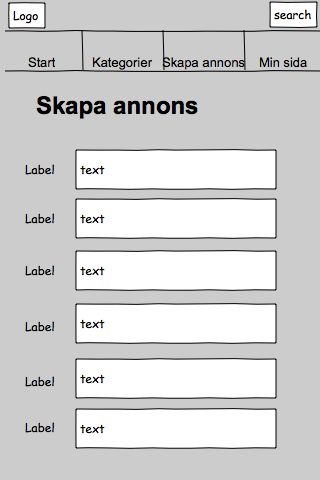 Logo
search
Start
Kategorier
Skapa annons
Min sida
Skapa annons
Label
text
Label
text
Label
text
Label
text
Label
text
Label
text